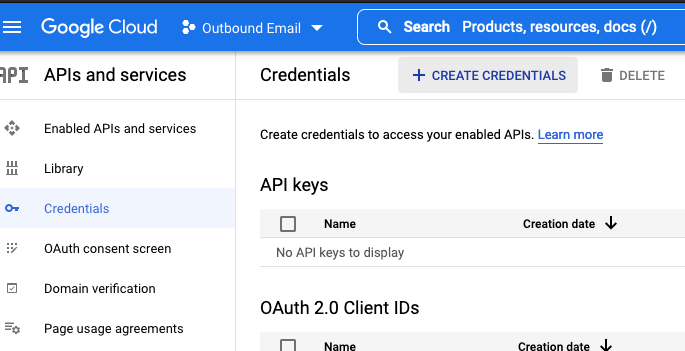 Google Cloud
Outbound Email
Search Products, resources, docs (/)
API
APIs and services
Enabled APIs and services
Library
Credentials
OAuth consent screen
Domain verification
Page usage agreements
Credentials
+ CREATE CREDENTIALS
DELETE
Create credentials to access your enabled APIs. Learn more
API keys
Name Creation date
No API keys to display
OAuth 2.0 Client IDs
Name Creation date